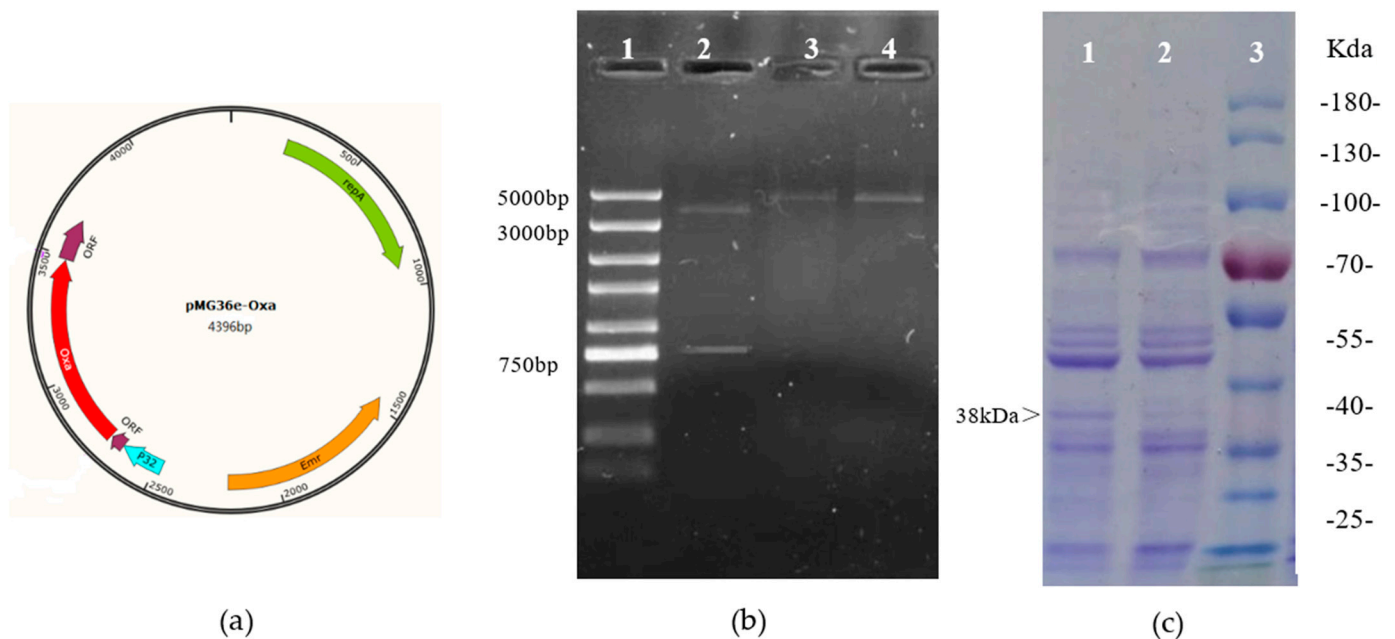 pMG36e-Oxa
4396bp
500
1000
1500
2000
2500
3000
3500
4000
repA
Emr
P32
ORF
Oxa
ORF
1 2 3 4
5000bp
3000bp
750bp
1 2 3
Kda
-180-
-130-
-100-
-70-
-55-
38kDa>
-40-
-35-
-25-
(a) (b) (c)